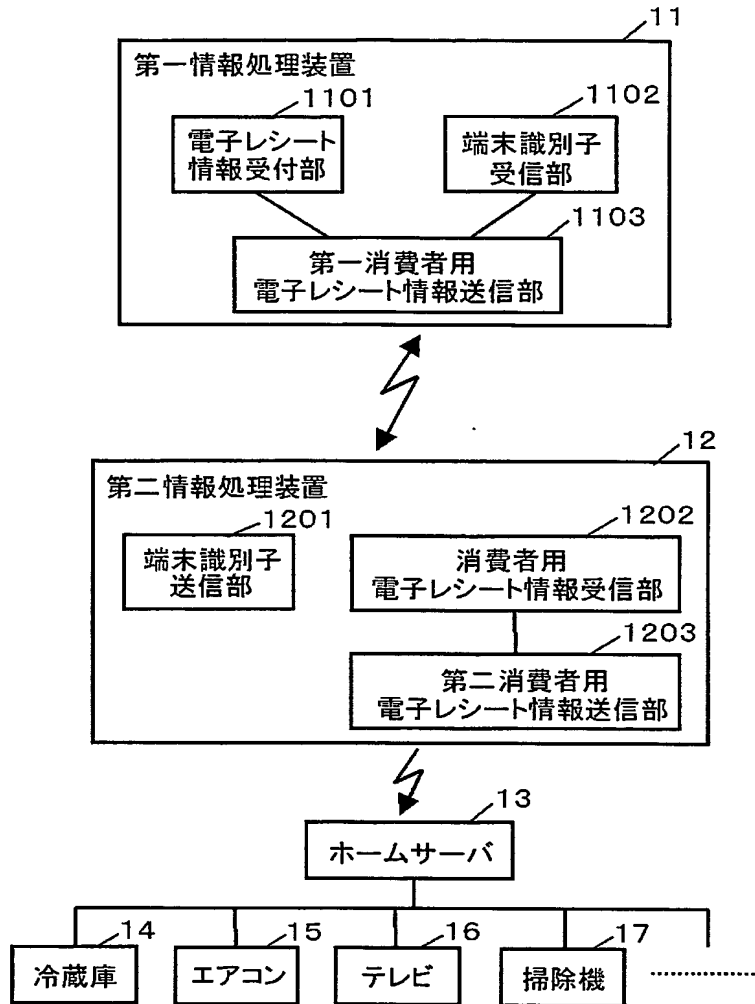 11
第一情報処理装置
1101
1102
電子レシート
情報受付部
端末識別子
受信部
1103
第一消費者用
電子レシート情報送信部
12
第二情報処理装置
1201
1202
端末識別子
送信部
消費者用
電子レシート情報受信部
1203
第二消費者用
電子レシート情報送信部
13
ホームサーバ
14
15
16
17
冷蔵庫
エアコン
テレビ
掃除機